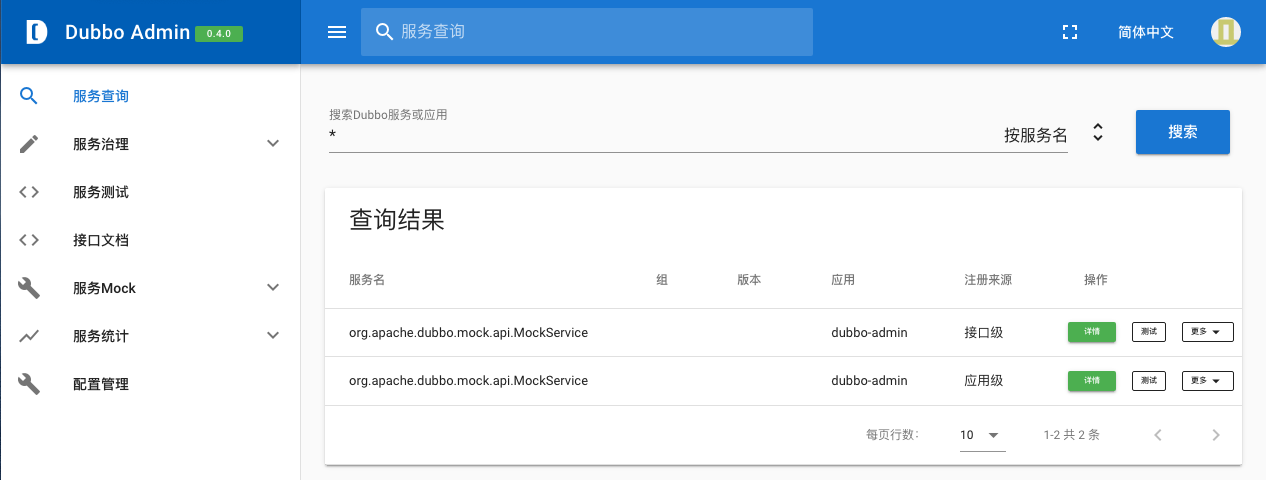 Dubbo Admin 0.4.0
服务查询
简体中文
服务查询
服务治理
服务测试
接口文档
服务Mock
服务统计
配置管理
搜索Dubbo服务或应用
* 按服务名 搜索
查询结果
服务名 组 版本 应用 注册来源 操作
org.apache.dubbo.mock.api.MockService dubbo-admin 接口级 详情 测试 更多
org.apache.dubbo.mock.api.MockService dubbo-admin 应用级 详情 测试 更多
每页行数: 10 1-2 共 2 条